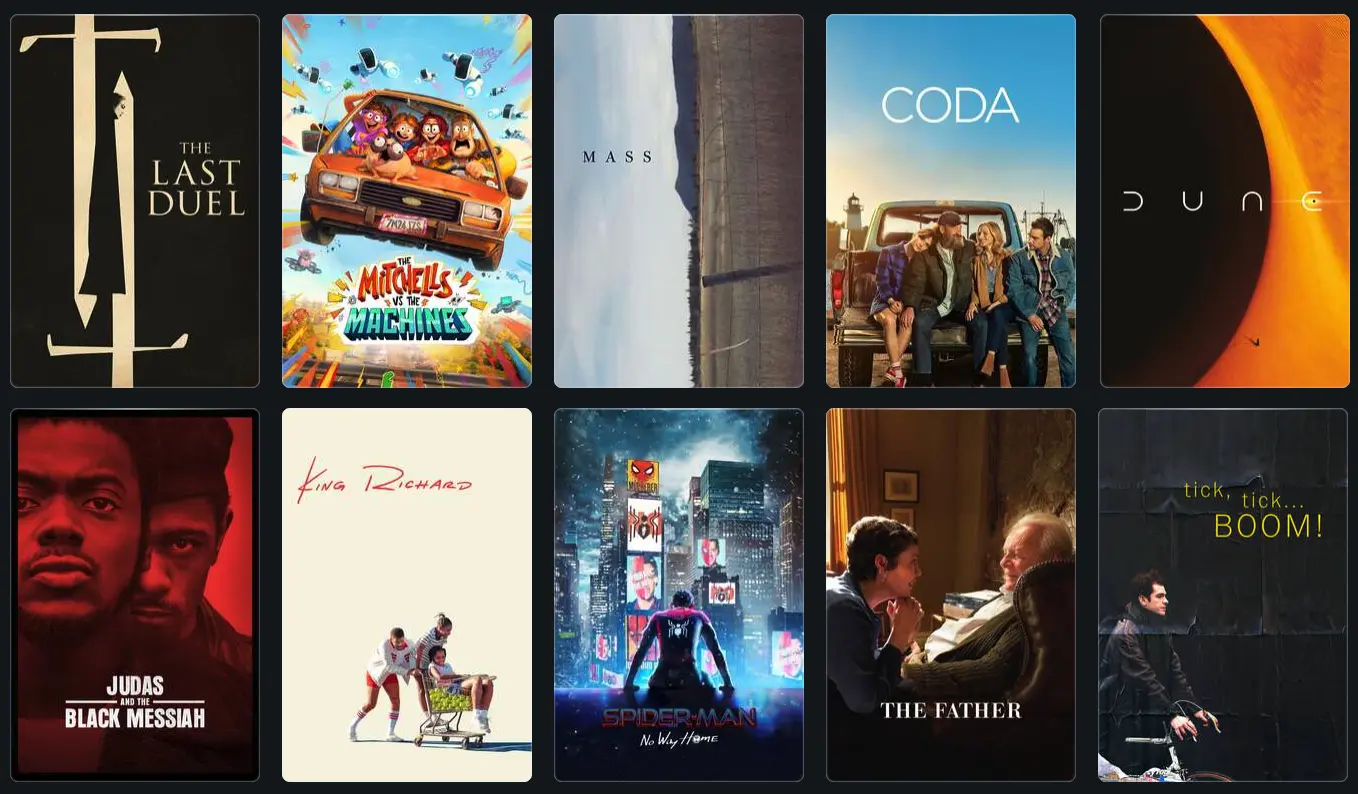 THE
LAST
DUEL
THE
MITCHELLS
VS THE
MACHINES
MASS
CODA
DUNE
JUDAS
AND THE
BLACK MESSIAH
KING RICHARD
SPIDER-MAN
No Way Home
THE FATHER
tick, tick...
BOOM!